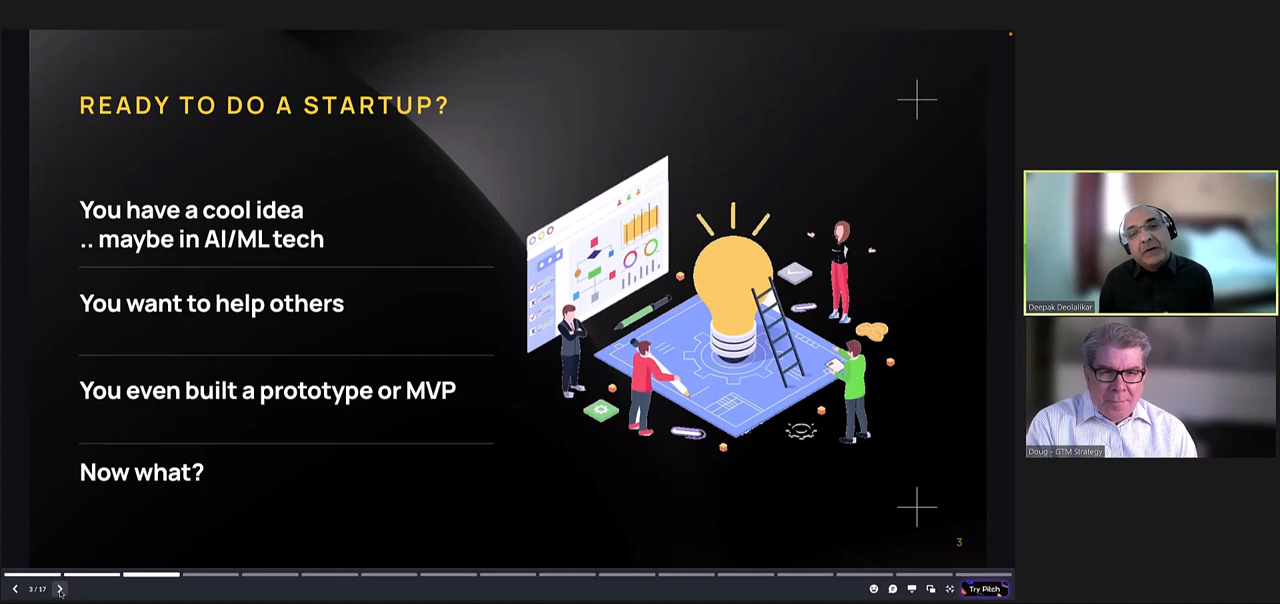 READY TO DO A STARTUP?
You have a cool idea
.. maybe in AI/ML tech
You want to help others
You even built a prototype or MVP
Now what?
3
Deepak Deolalikar
Doug - GTM Strategy
3 / 17
Try Pitch